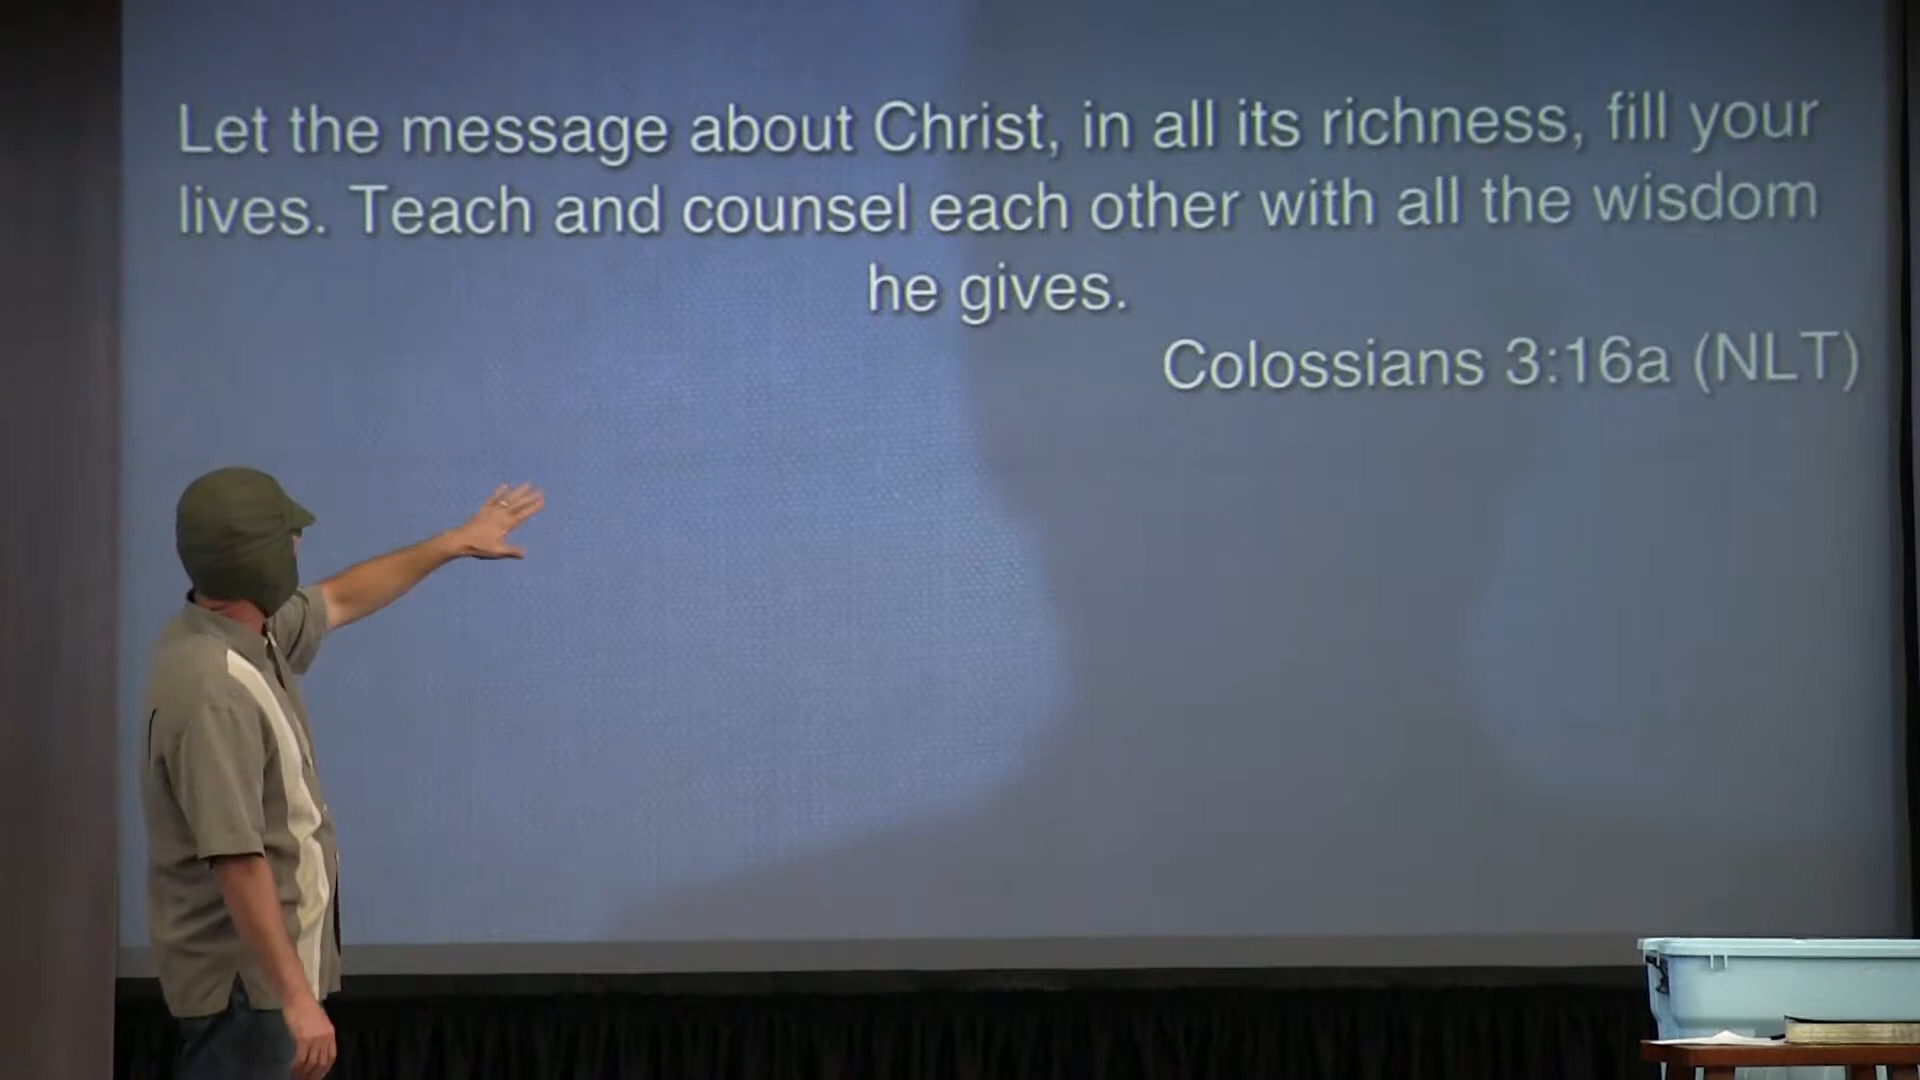 Let the message about Christ, in all its richness, fill your
lives. Teach and counsel each other with all the wisdom
he gives.
Colossians 3:16a (NLT)